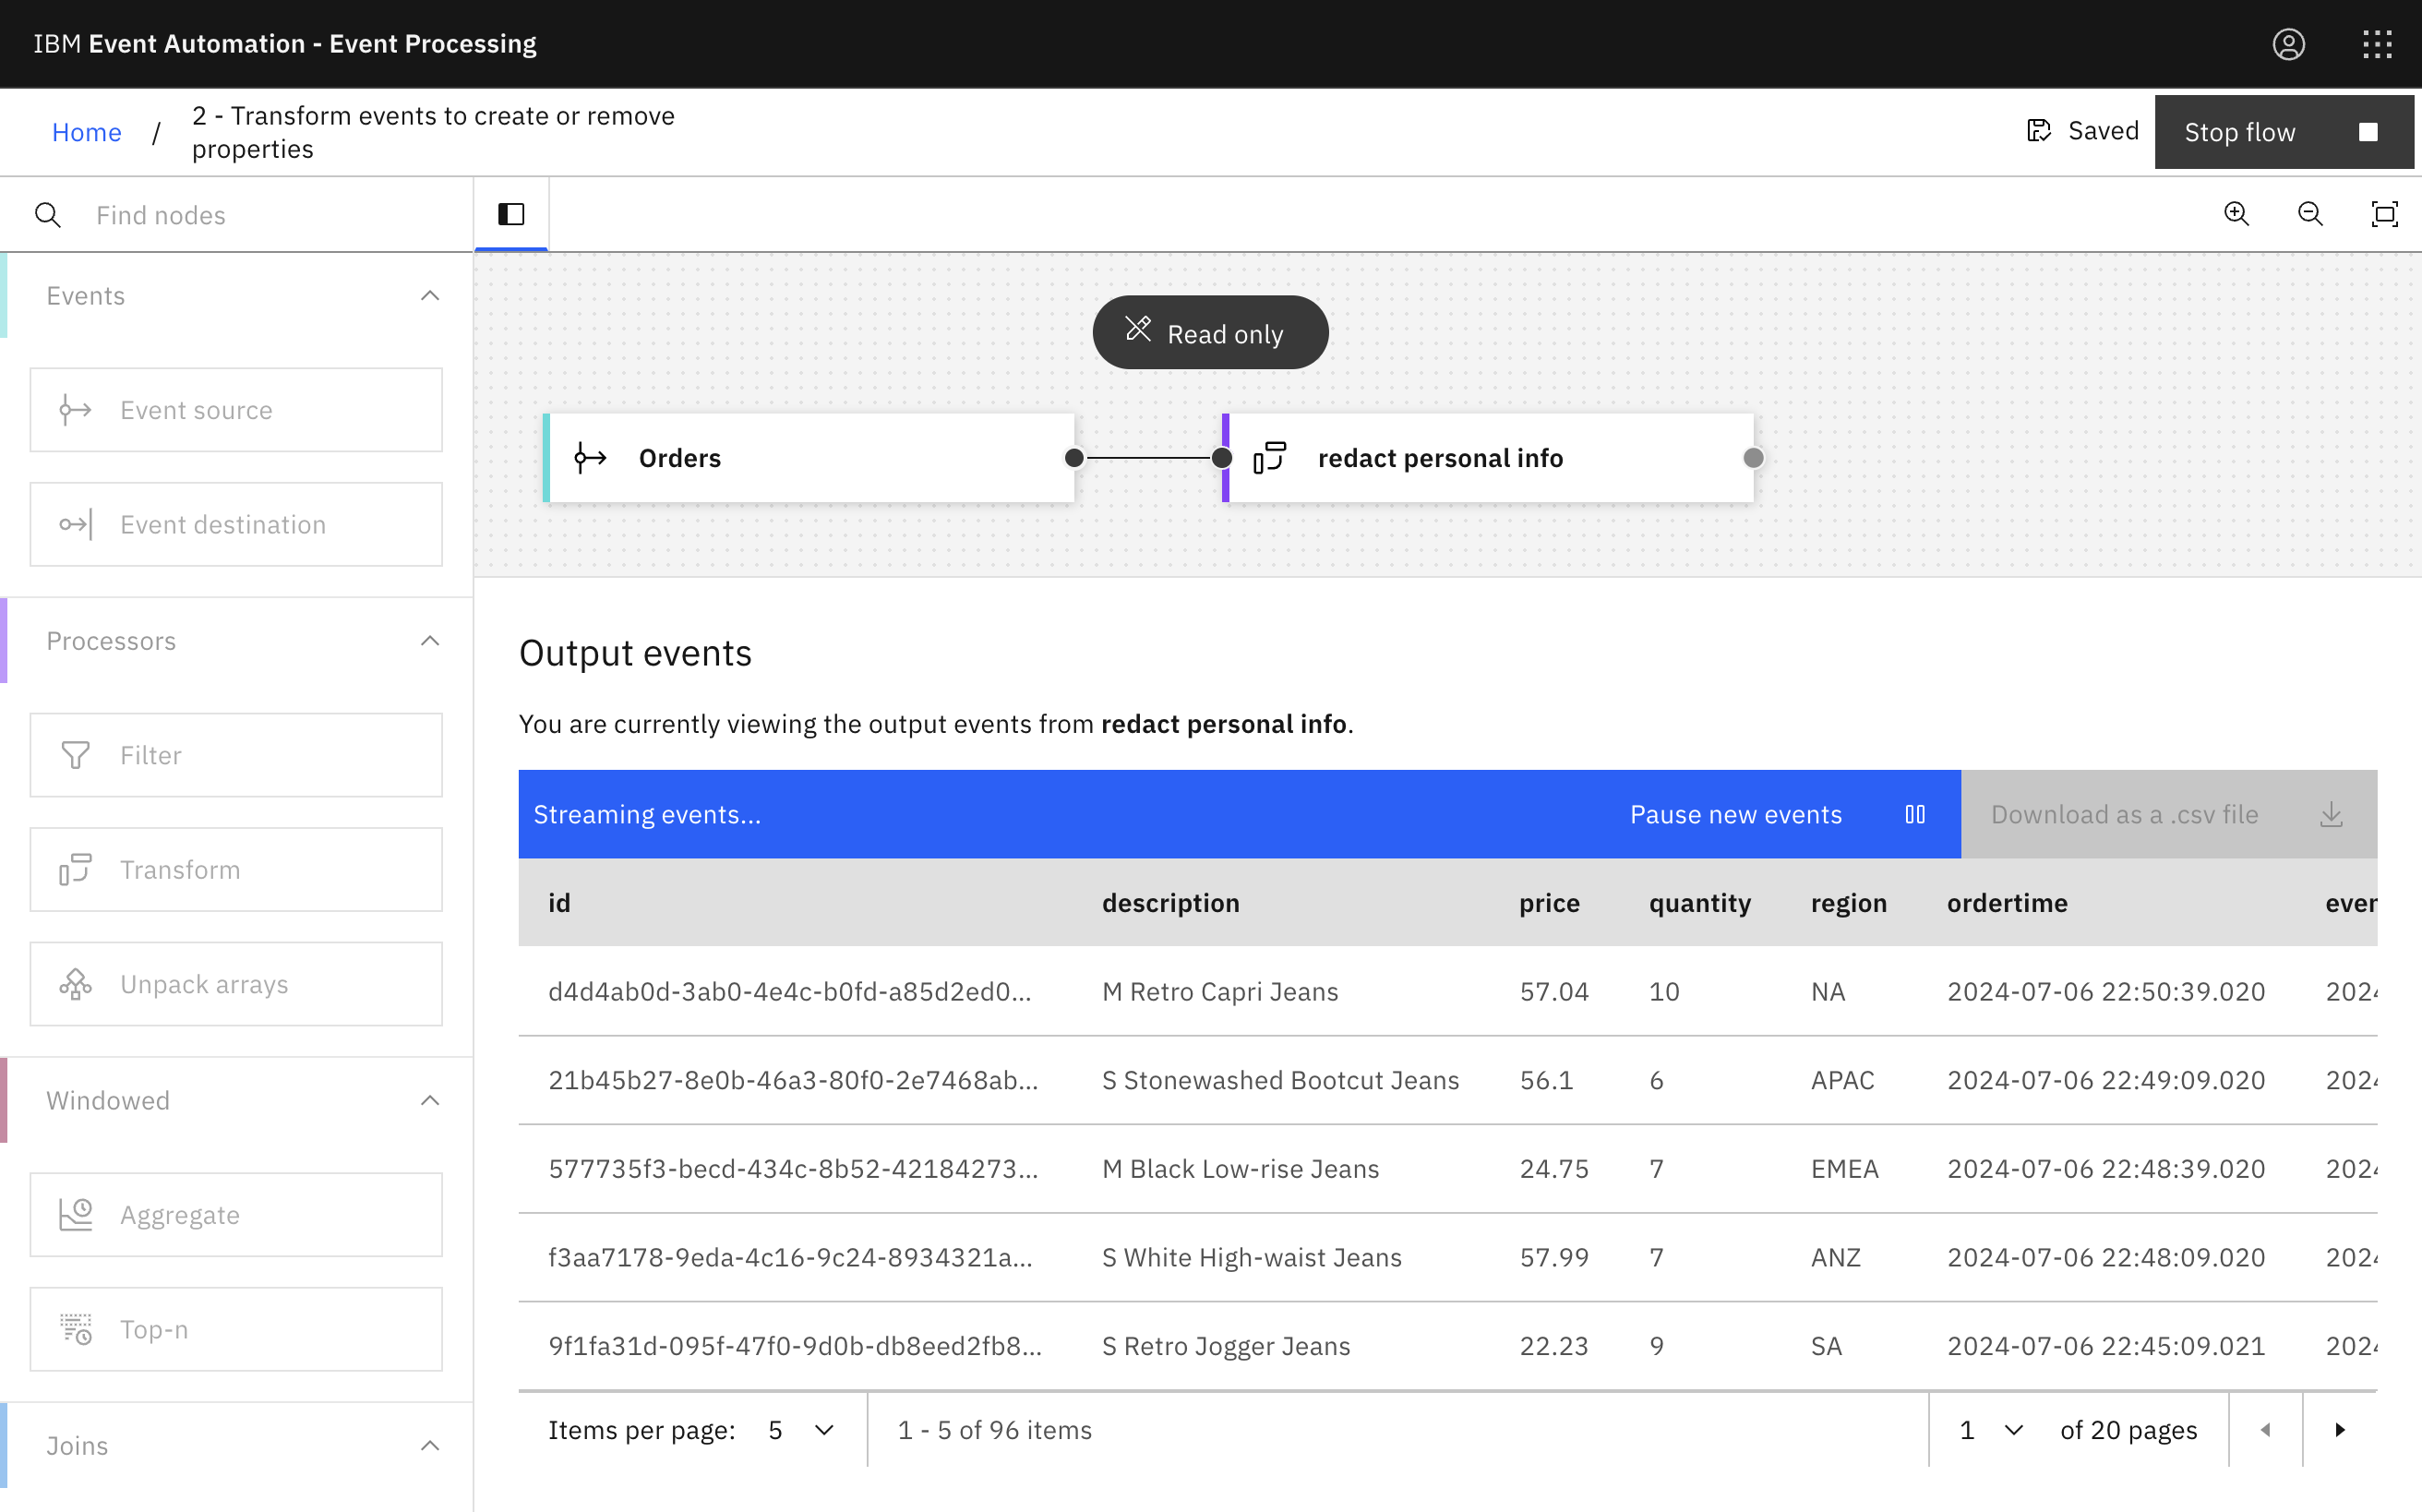 IBM Event Automation - Event Processing
Home / 2 - Transform events to create or remove
properties
Saved
Stop flow
Find nodes
Events
Event source
Event destination
Processors
Filter
Transform
Unpack arrays
Windowed
Aggregate
Top-n
Joins
Read only
Orders
redact personal info
Output events
You are currently viewing the output events from redact personal info.
Streaming events... Pause new events Download as a .csv file
id description price quantity region ordertime
d4d4ab0d-3ab0-4e4c-b0fd-a85d2ed0... M Retro Capri Jeans 57.04 10 NA 2024-07-06 22:50:39.020
21b45b27-8e0b-46a3-80f0-2e7468ab... S Stonewashed Bootcut Jeans 56.1 6 APAC 2024-07-06 22:49:09.020
577735f3-becd-434c-8b52-42184273... M Black Low-rise Jeans 24.75 7 EMEA 2024-07-06 22:48:39.020
f3aa7178-9eda-4c16-9c24-8934321a... S White High-waist Jeans 57.99 7 ANZ 2024-07-06 22:48:09.020
9f1fa31d-095f-47f0-9d0b-db8eed2fb8... S Retro Jogger Jeans 22.23 9 SA 2024-07-06 22:45:09.021
Items per page: 5 1 - 5 of 96 items 1 of 20 pages